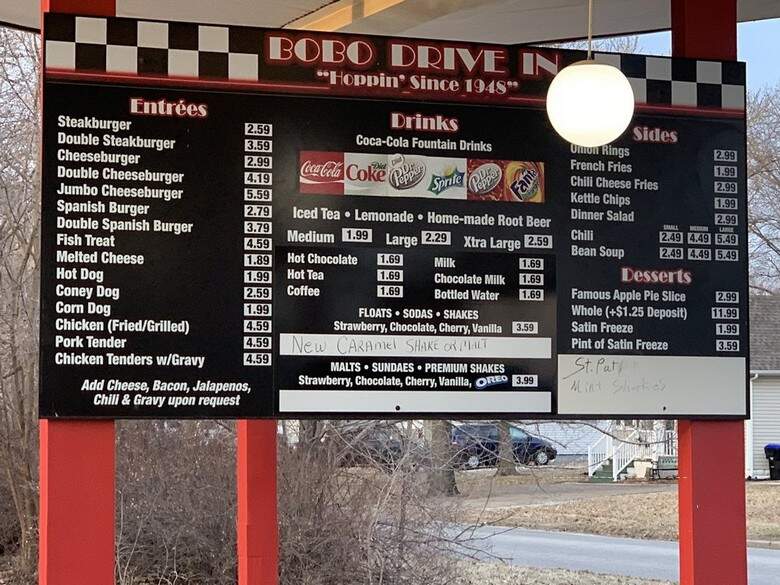 BOBO DRIVE IN
"Hoppin' Since 1948"
Entrées
Steakburger 2.59
Double Steakburger 3.59
Cheeseburger 2.99
Double Cheeseburger 4.19
Jumbo Cheeseburger 5.59
Spanish Burger 2.79
Double Spanish Burger 3.79
Fish Treat 4.59
Melted Cheese 1.89
Hot Dog 1.99
Coney Dog 2.59
Corn Dog 1.99
Chicken (Fried/Grilled) 4.59
Pork Tender 4.59
Chicken Tenders w/Gravy 4.59
Add Cheese, Bacon, Jalapenos,
Chili & Gravy upon request
Drinks
Coca-Cola Fountain Drinks
Coca-Cola Diet Coke Dr Pepper Sprite Dr Pepper Fanta
Iced Tea • Lemonade • Home-made Root Beer
Medium 1.99 Large 2.29 Xtra Large 2.59
Hot Chocolate 1.69 Milk 1.69
Hot Tea 1.69 Chocolate Milk 1.69
Coffee 1.69 Bottled Water 1.69
FLOATS • SODAS • SHAKES
Strawberry, Chocolate, Cherry, Vanilla 3.59
New Caramel Shake or Malt
MALTS • SUNDAES • PREMIUM SHAKES
Strawberry, Chocolate, Cherry, Vanilla, OREO 3.99
Sides
Onion Rings 2.99
French Fries 1.99
Chili Cheese Fries 2.99
Kettle Chips 1.99
Dinner Salad 2.99
SMALL MEDIUM LARGE
Chili 2.49 4.49 5.49
Bean Soup 2.49 4.49 5.49
Desserts
Famous Apple Pie Slice 2.99
Whole (+$1.25 Deposit) 11.99
Satin Freeze 1.99
Pint of Satin Freeze 3.59
St. Pat
Mint